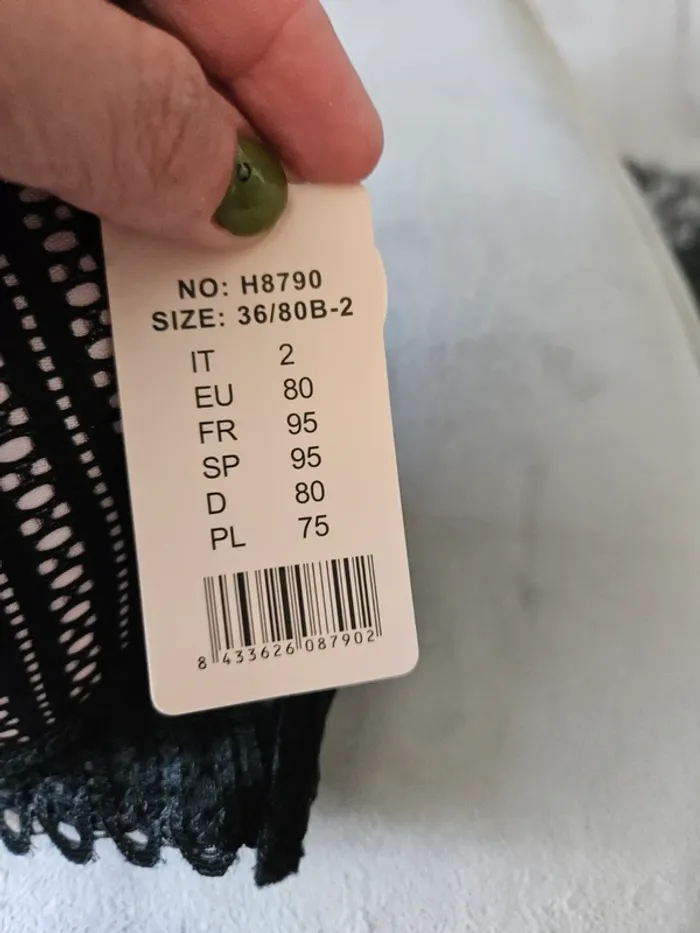 NO: H8790
SIZE: 36/80B-2
IT 2
EU 80
FR 95
SP 95
D 80
PL 75
8 433626 087902